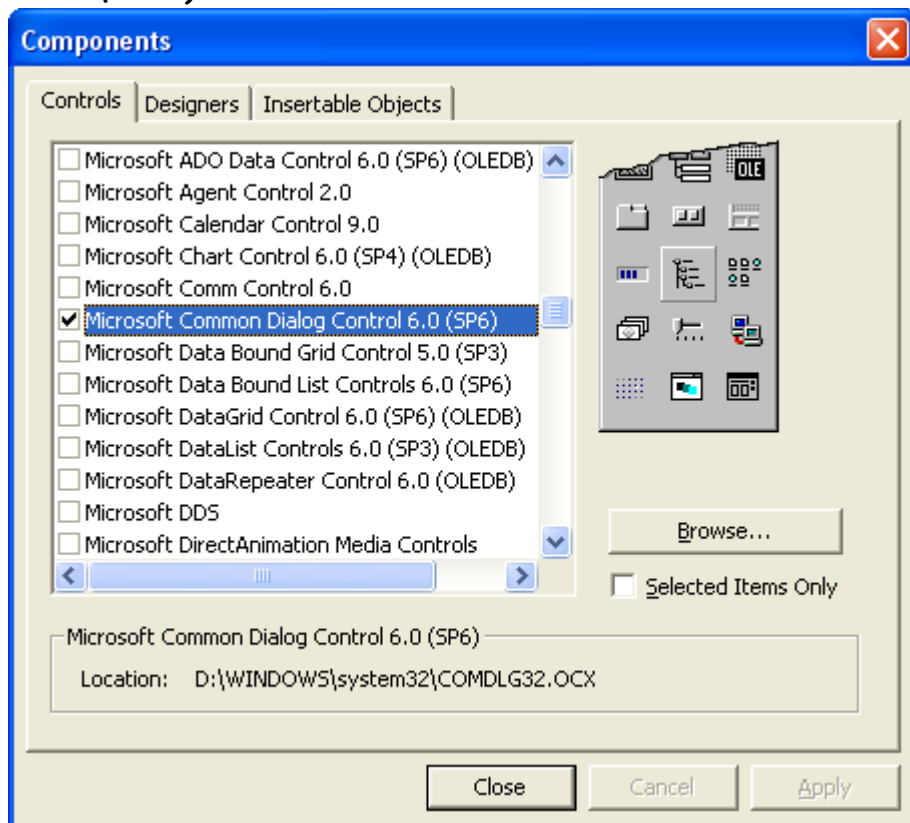 Components
Controls Designers Insertable Objects
Microsoft ADO Data Control 6.0 (SP6) (OLEDB)
Microsoft Agent Control 2.0
Microsoft Calendar Control 9.0
Microsoft Chart Control 6.0 (SP4) (OLEDB)
Microsoft Comm Control 6.0
Microsoft Common Dialog Control 6.0 (SP6)
Microsoft Data Bound Grid Control 5.0 (SP3)
Microsoft Data Bound List Controls 6.0 (SP6)
Microsoft DataGrid Control 6.0 (SP6) (OLEDB)
Microsoft DataList Controls 6.0 (SP3) (OLEDB)
Microsoft DataRepeater Control 6.0 (OLEDB)
Microsoft DDS
Microsoft DirectAnimation Media Controls
OLE
Browse...
Selected Items Only
Microsoft Common Dialog Control 6.0 (SP6)
Location: D:\WINDOWS\system32\COMDLG32.OCX
Close Cancel Apply